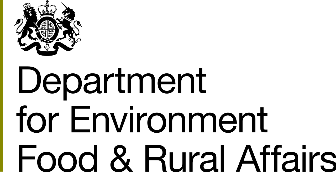 Department
for Environment
Food & Rural Affairs